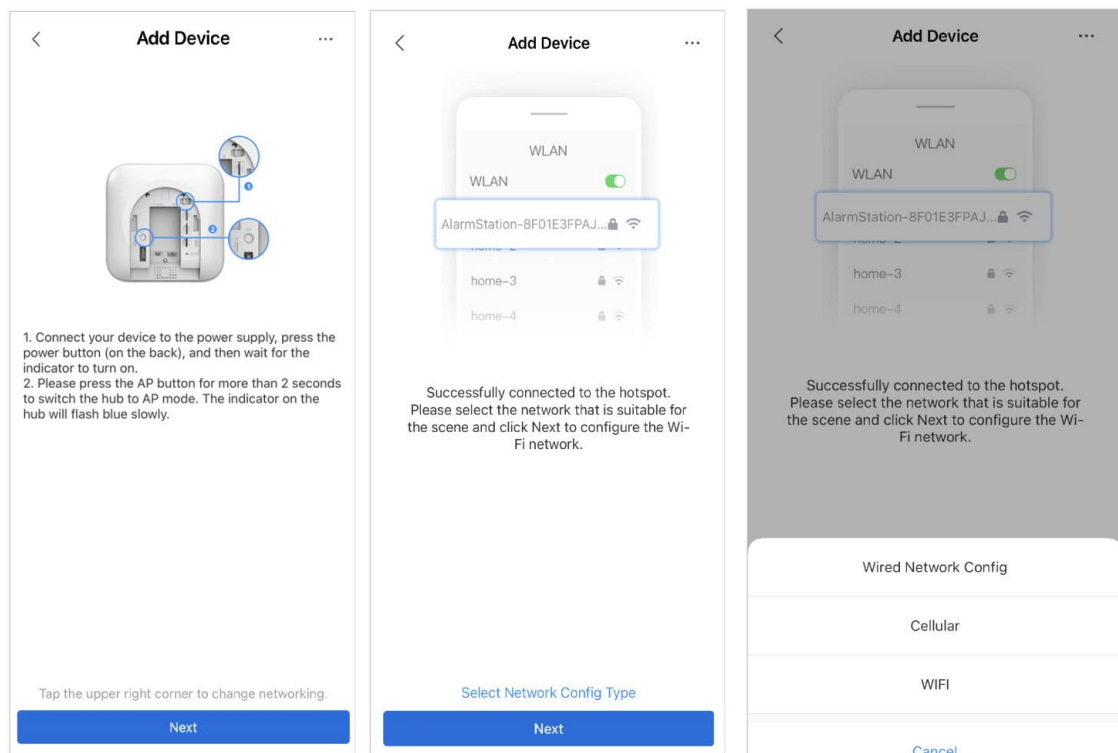 Add Device
...
1
2
1. Connect your device to the power supply, press the
power button (on the back), and then wait for the
indicator to turn on.
2. Please press the AP button for more than 2 seconds
to switch the hub to AP mode. The indicator on the
hub will flash blue slowly.
Tap the upper right corner to change networking.
Next
Add Device
...
WLAN
WLAN
AlarmStation-8F01E3FPAJ...
home-3
home-4
Successfully connected to the hotspot.
Please select the network that is suitable for
the scene and click Next to configure the Wi-
Fi network.
Select Network Config Type
Next
Add Device
...
WLAN
WLAN
AlarmStation-8F01E3FPAJ...
home-3
home-4
Successfully connected to the hotspot.
Please select the network that is suitable for
the scene and click Next to configure the Wi-
Fi network.
Wired Network Config
Cellular
WIFI
Cancel